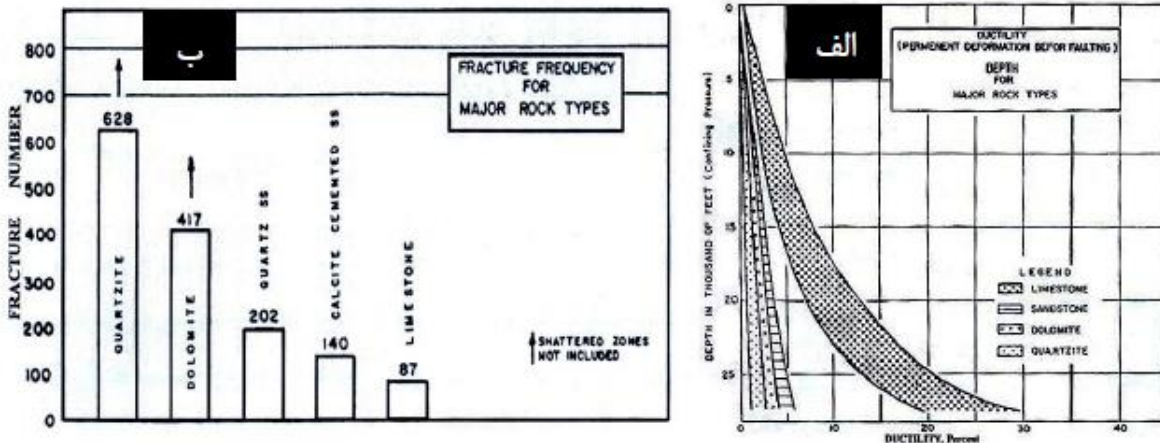 ب
FRACTURE FREQUENCY
FOR
MAJOR ROCK TYPES
FRACTURE NUMBER
800
700
600
500
400
300
200
100
0
628
QUARTZITE
417
DOLOMITE
202
QUARTZ SS
140
CALCITE CEMENTED SS
87
LIMESTONE
SHATTERED ZONES
NOT INCLUDED
الف
DUCTILITY
(PERMENENT DEFORMATION BEFOR FAULTING)
DEPTH
FOR
MAJOR ROCK TYPES
DEPTH IN THOUSAND OF FEET (Confining Pressure)
0
5
10
15
20
25
LEGEND
LIMESTONE
SANDSTONE
DOLOMITE
QUARTZITE
0 5 10 20 30 40
DUCTILITY, Percent